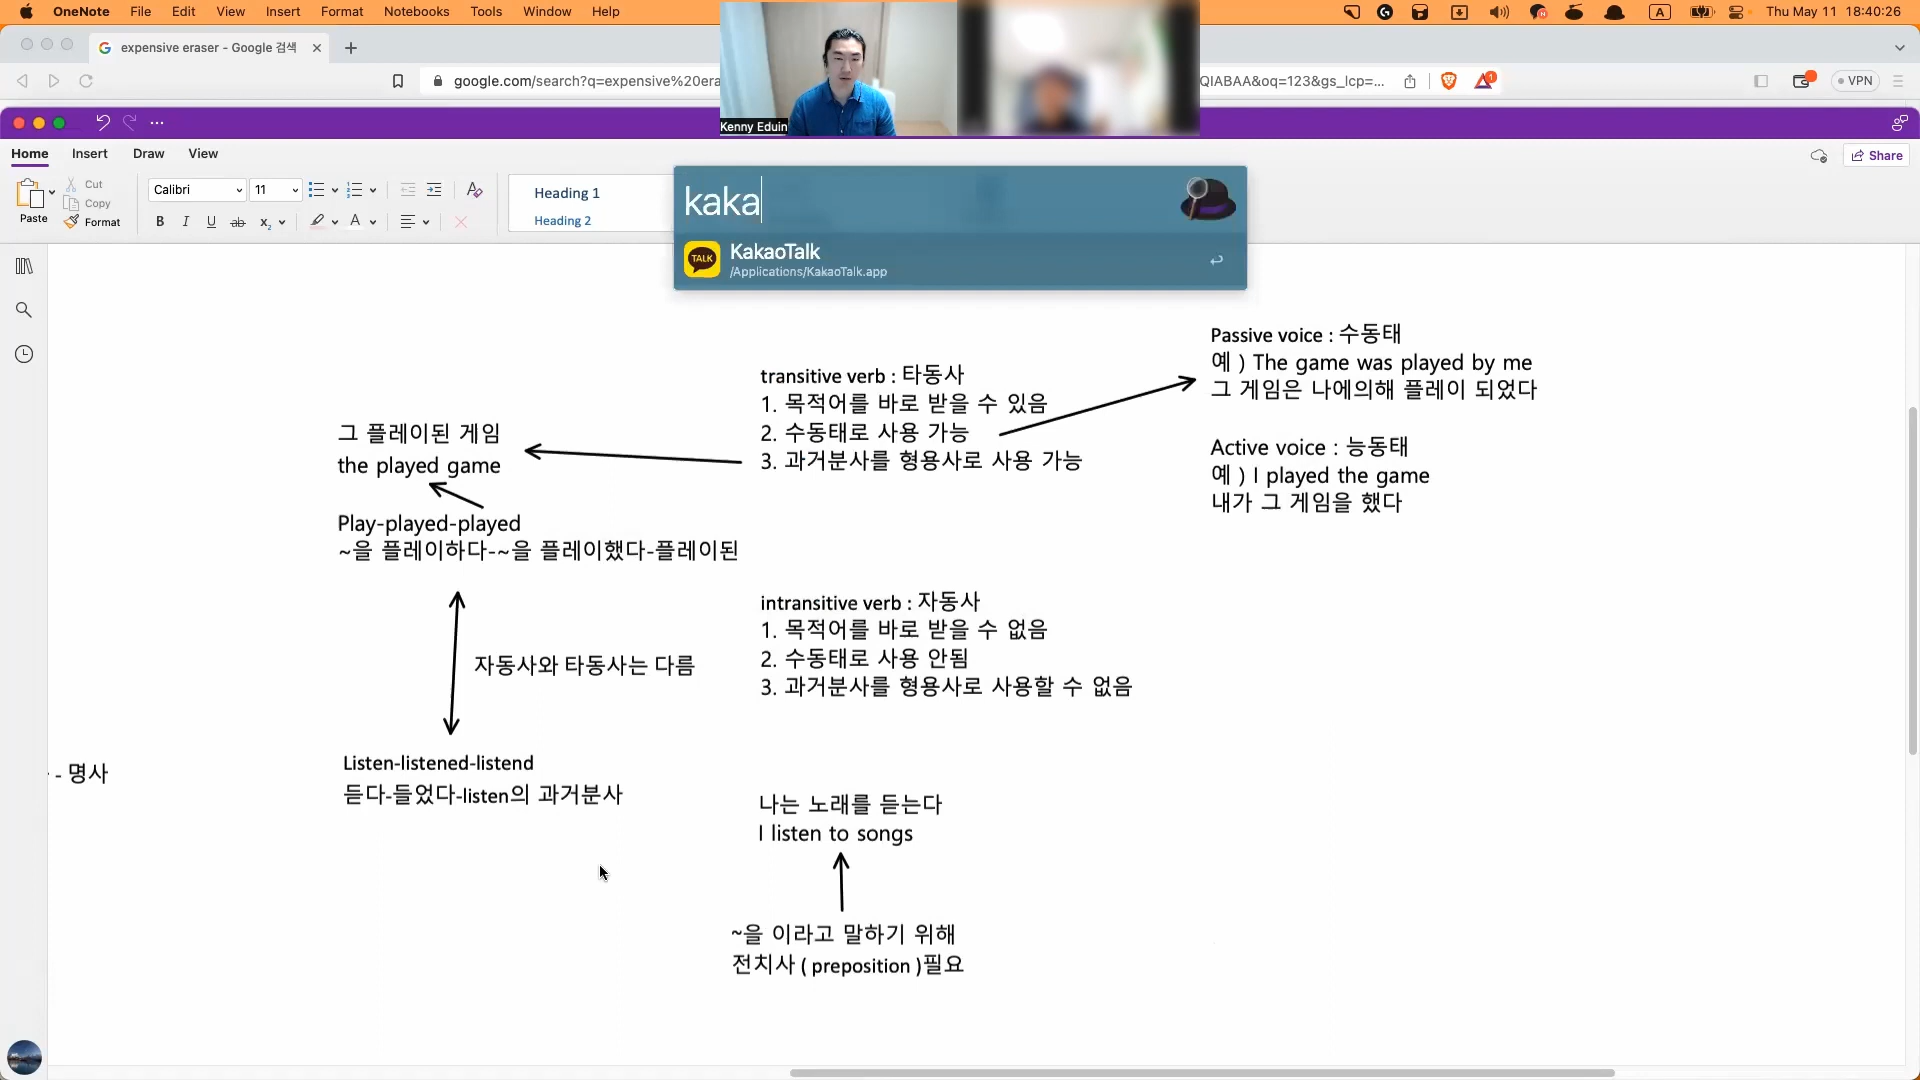 OneNote File Edit View Insert Format Notebooks Tools Window Help
A
Thu May 11 18:40:26
expensive eraser - Google 검색
google.com/search?q=expensive%20era
QIABAA&oq=123&gs_lcp=...
1
VPN
Kenny Eduin
Home Insert Draw View
Share
Paste
Cut
Copy
Format
Calibri
11
B I U ab x₂ A
Heading 1
Heading 2
kaka
TALK
KakaoTalk
/Applications/KakaoTalk.app
Passive voice : 수동태
예 ) The game was played by me
그 게임은 나에의해 플레이 되었다
Active voice : 능동태
예 ) I played the game
내가 그 게임을 했다
transitive verb : 타동사
1. 목적어를 바로 받을 수 있음
2. 수동태로 사용 가능
3. 과거분사를 형용사로 사용 가능
그 플레이된 게임
the played game
Play-played-played
~을 플레이하다-~을 플레이했다-플레이된
intransitive verb : 자동사
1. 목적어를 바로 받을 수 없음
2. 수동태로 사용 안됨
3. 과거분사를 형용사로 사용할 수 없음
자동사와 타동사는 다름
Listen-listened-listend
듣다-들었다-listen의 과거분사
- 명사
나는 노래를 듣는다
I listen to songs
~을 이라고 말하기 위해
전치사 ( preposition )필요